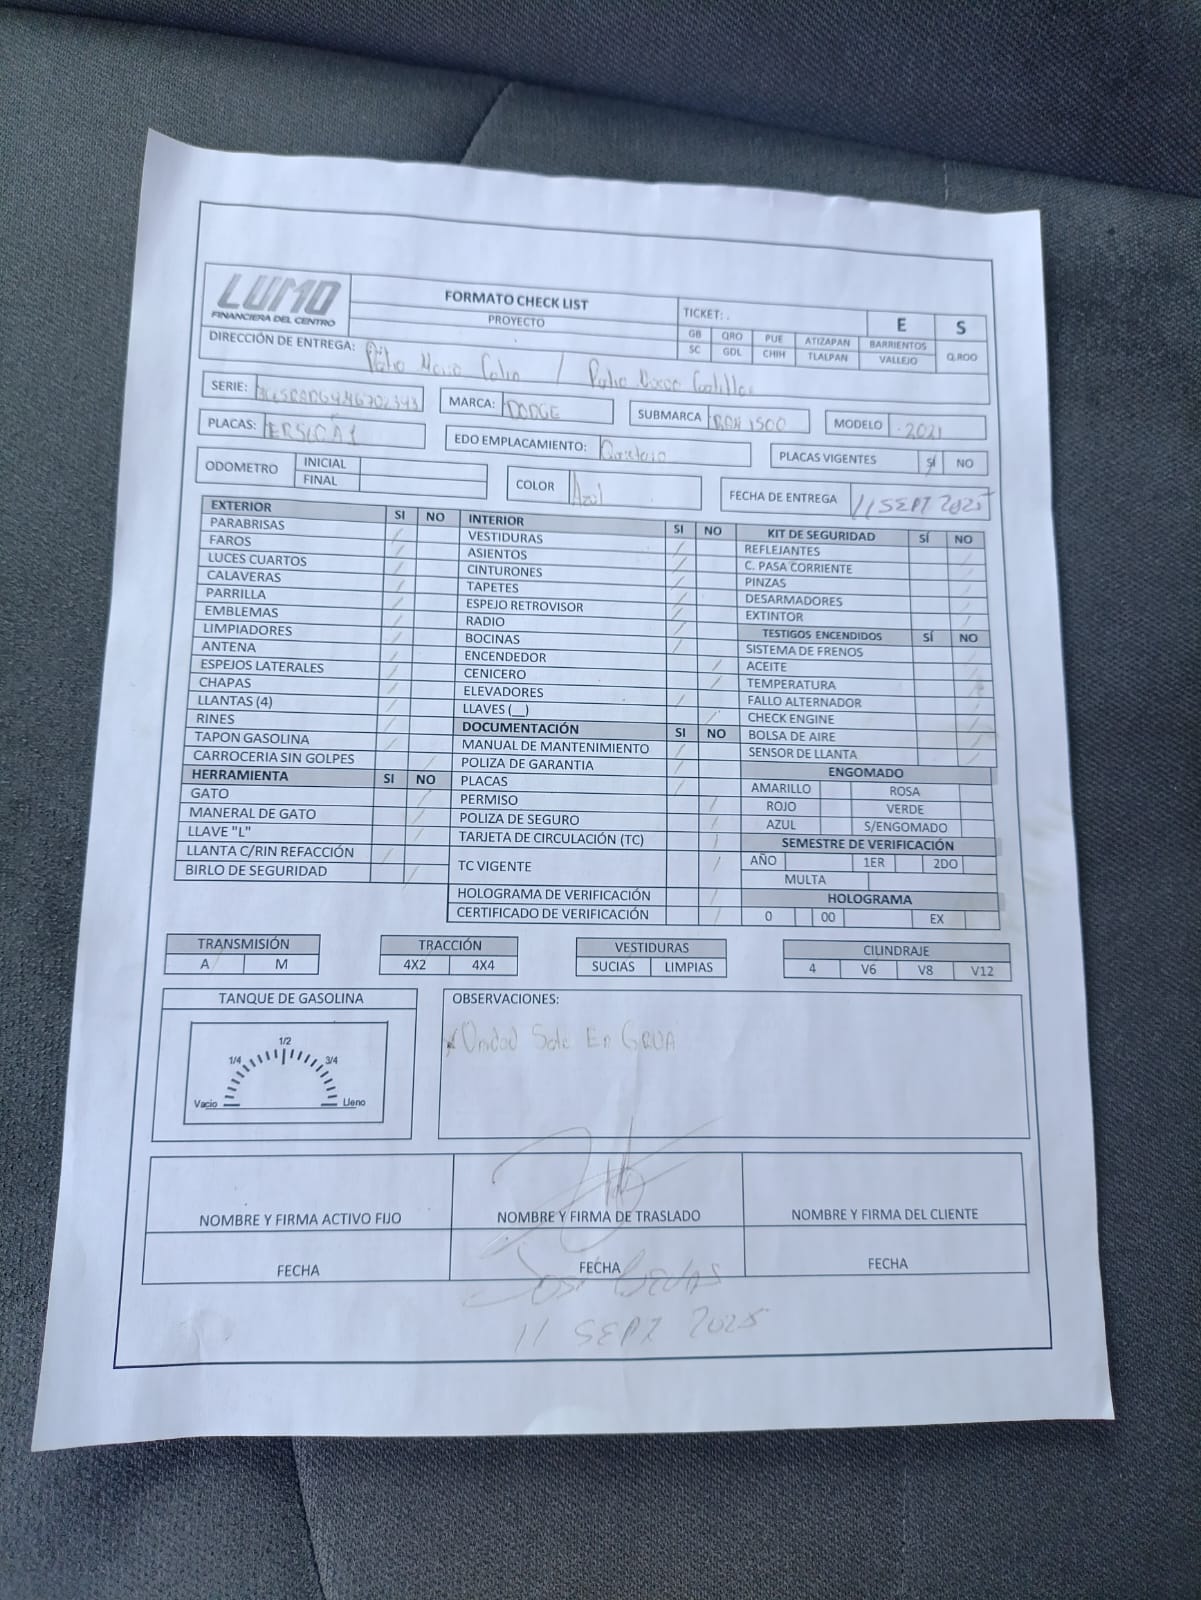 LUMO
FINANCIERA DEL CENTRO
FORMATO CHECK LIST
PROYECTO
TICKET: .
E S
GB QRO PUE ATIZAPAN BARRIENTOS
SC GDL CHIH TLALPAN VALLEJO Q.ROO
DIRECCIÓN DE ENTREGA: Patio / Patio
SERIE:
MARCA: DODGE
SUBMARCA RAM 1500
MODELO 2021
PLACAS:
EDO EMPLACAMIENTO:
PLACAS VIGENTES SÍ NO
ODOMETRO INICIAL
FINAL
COLOR Azul
FECHA DE ENTREGA 11 SEPT 2025
EXTERIOR SI NO
PARABRISAS
FAROS
LUCES CUARTOS
CALAVERAS
PARRILLA
EMBLEMAS
LIMPIADORES
ANTENA
ESPEJOS LATERALES
CHAPAS
LLANTAS (4)
RINES
TAPON GASOLINA
CARROCERIA SIN GOLPES
HERRAMIENTA SI NO
GATO
MANERAL DE GATO
LLAVE "L"
LLANTA C/RIN REFACCIÓN
BIRLO DE SEGURIDAD
INTERIOR SI NO
VESTIDURAS
ASIENTOS
CINTURONES
TAPETES
ESPEJO RETROVISOR
RADIO
BOCINAS
ENCENDEDOR
CENICERO
ELEVADORES
LLAVES (__)
DOCUMENTACIÓN SI NO
MANUAL DE MANTENIMIENTO
POLIZA DE GARANTIA
PLACAS
PERMISO
POLIZA DE SEGURO
TARJETA DE CIRCULACIÓN (TC)
TC VIGENTE
HOLOGRAMA DE VERIFICACIÓN
CERTIFICADO DE VERIFICACIÓN
KIT DE SEGURIDAD SÍ NO
REFLEJANTES
C. PASA CORRIENTE
PINZAS
DESARMADORES
EXTINTOR
TESTIGOS ENCENDIDOS SÍ NO
SISTEMA DE FRENOS
ACEITE
TEMPERATURA
FALLO ALTERNADOR
CHECK ENGINE
BOLSA DE AIRE
SENSOR DE LLANTA
ENGOMADO
AMARILLO ROSA
ROJO VERDE
AZUL S/ENGOMADO
SEMESTRE DE VERIFICACIÓN
AÑO 1ER 2DO
MULTA
HOLOGRAMA
0 00 EX
TRANSMISIÓN
A M
TRACCIÓN
4X2 4X4
VESTIDURAS
SUCIAS LIMPIAS
CILINDRAJE
4 V6 V8 V12
TANQUE DE GASOLINA
1/2
1/4 3/4
Vacio Lleno
OBSERVACIONES:
Unidad Sale En GRUA
NOMBRE Y FIRMA ACTIVO FIJO
NOMBRE Y FIRMA DE TRASLADO
NOMBRE Y FIRMA DEL CLIENTE
FECHA
FECHA
FECHA
11 SEPT 2025